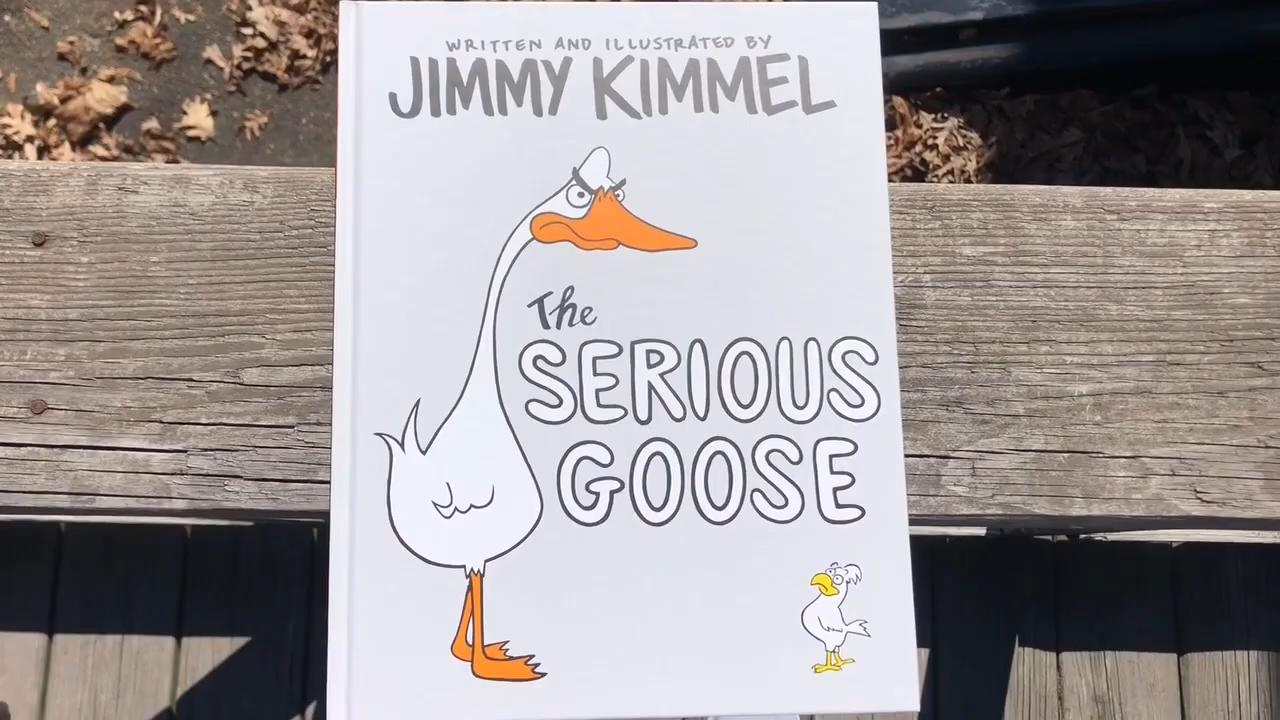 WRITTEN AND ILLUSTRATED BY
JIMMY KIMMEL
The
SERIOUS
GOOSE